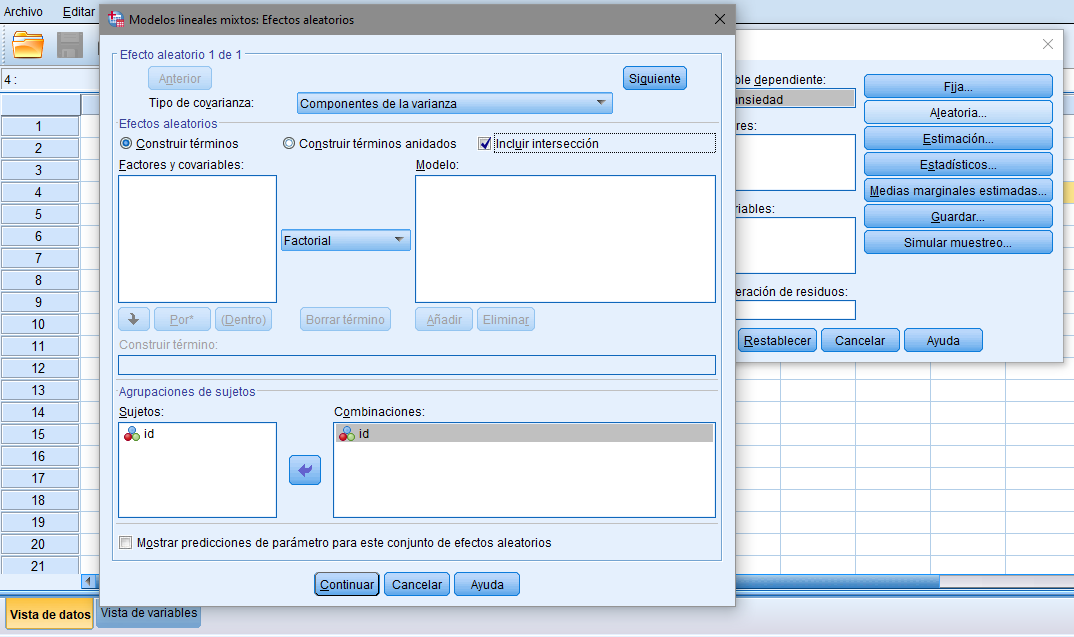 Archivo
Editar
Modelos lineales mixtos: Efectos aleatorios
4 :
Efecto aleatorio 1 de 1
Anterior
Siguiente
Tipo de covarianza:
Componentes de la varianza
Efectos aleatorios
Construir términos
Construir términos anidados
Incluir intersección
Factores y covariables:
Modelo:
Factorial
Por*
(Dentro)
Borrar término
Añadir
Eliminar
Construir término:
Agrupaciones de sujetos
Sujetos:
Combinaciones:
id
id
Mostrar predicciones de parámetro para este conjunto de efectos aleatorios
Continuar
Cancelar
Ayuda
ble dependiente:
ansiedad
res:
riables:
eración de residuos:
Fija...
Aleatoria...
Estimación...
Estadísticos...
Medias marginales estimadas...
Guardar...
Simular muestreo...
Restablecer
Cancelar
Ayuda
1
2
3
4
5
6
7
8
9
10
11
12
13
14
15
16
17
18
19
20
21
Vista de datos
Vista de variables